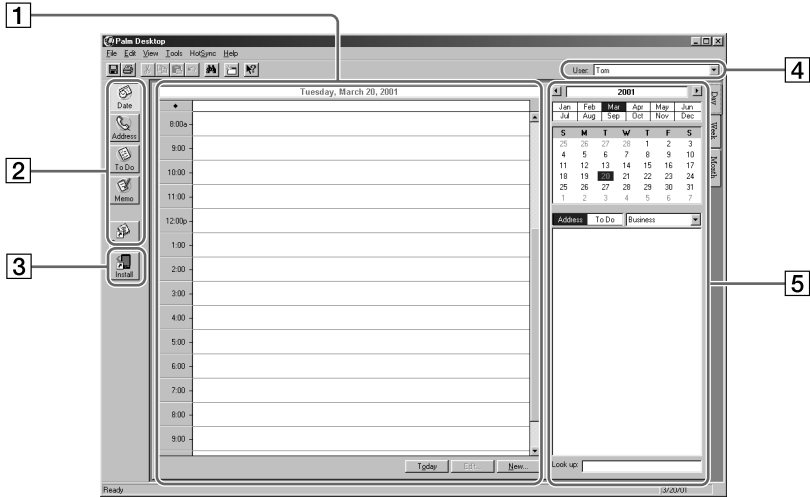 1
Palm Desktop
File Edit View Tools HotSync Help
User: Tom
4
2
3
5
Date
Address
To Do
Memo
Install
Tuesday, March 20, 2001
8:00a
9:00
10:00
11:00
12:00p
1:00
2:00
3:00
4:00
5:00
6:00
7:00
8:00
9:00
Today Edit... New...
2001
Jan Feb Mar Apr May Jun
Jul Aug Sep Oct Nov Dec
S M T W T F S
25 26 27 28 1 2 3
4 5 6 7 8 9 10
11 12 13 14 15 16 17
18 19 20 21 22 23 24
25 26 27 28 29 30 31
1 2 3 4 5 6 7
Address To Do Business
Look up:
Day
Week
Month
Ready
3/20/01